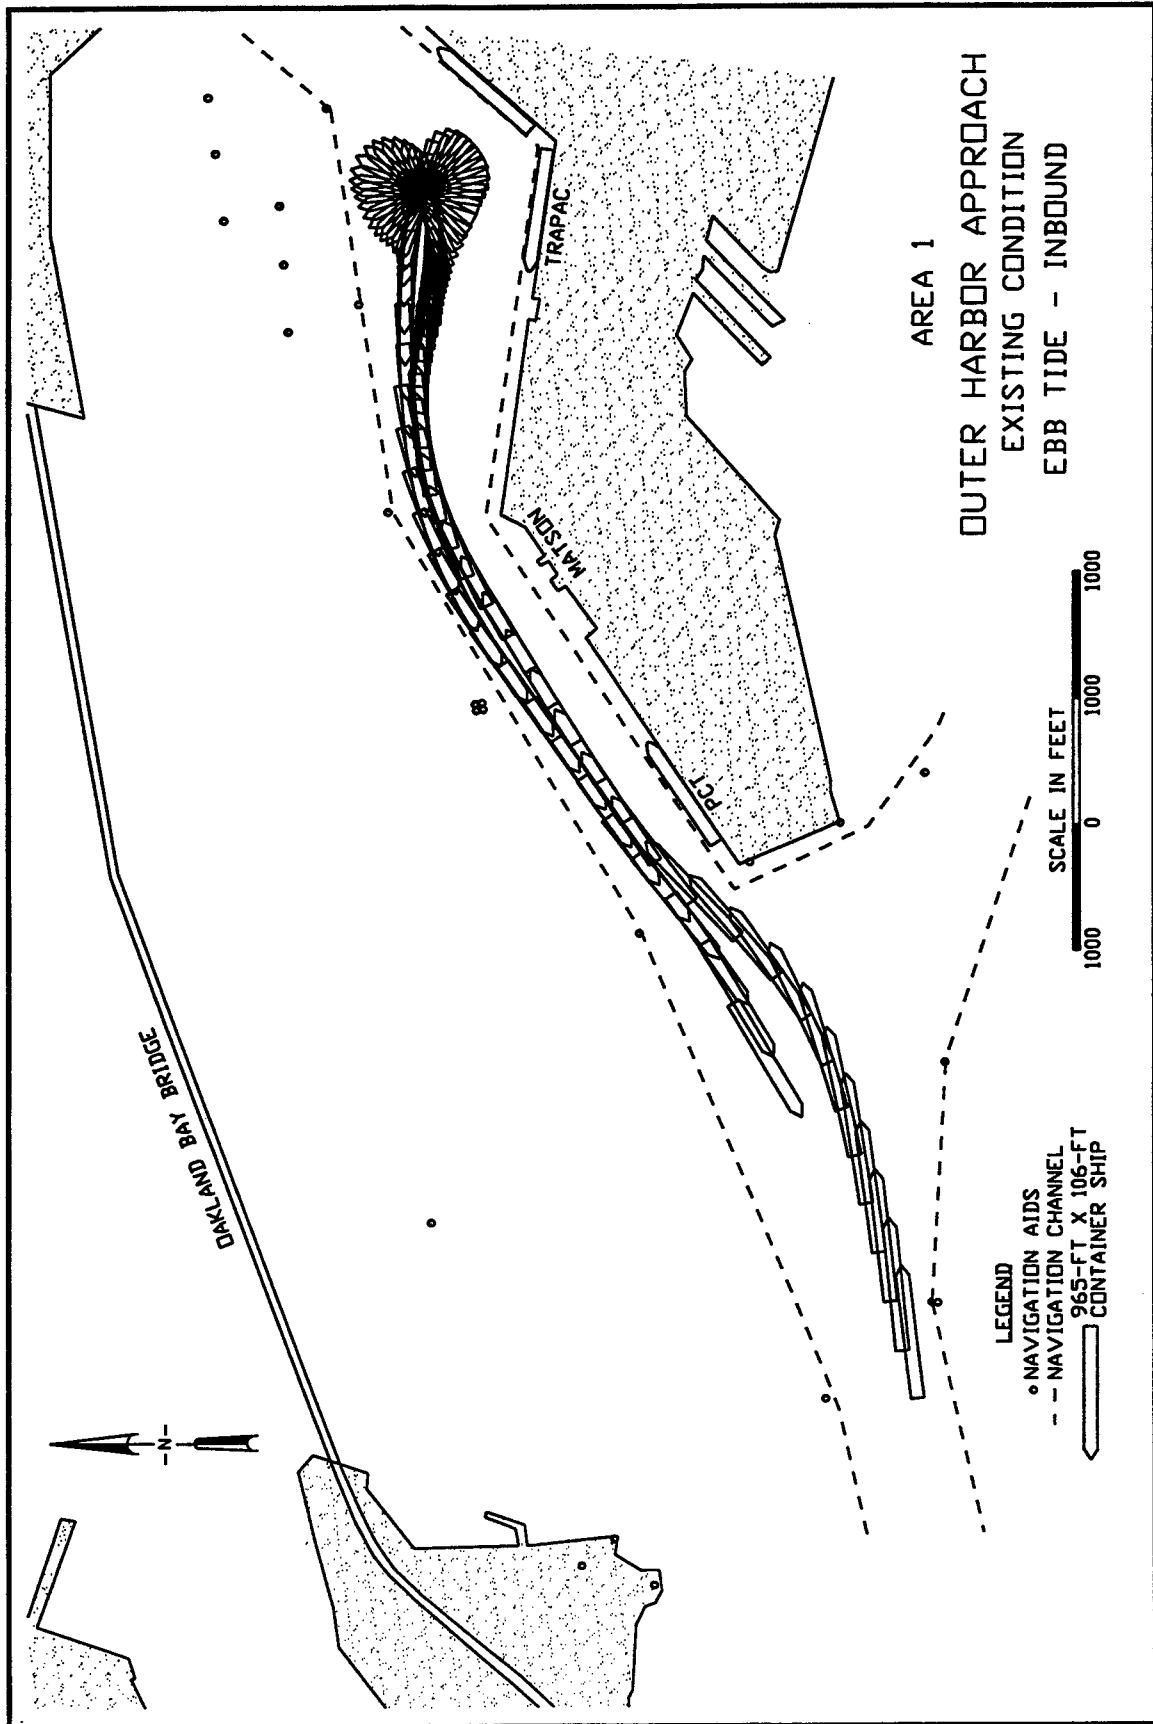 OAKLAND BAY BRIDGE
-N-
TRAPAC
MATSON
PCT
AREA 1
OUTER HARBOR APPROACH
EXISTING CONDITION
EBB TIDE - INBOUND
LEGEND
NAVIGATION AIDS
NAVIGATION CHANNEL
965-FT X 106-FT
CONTAINER SHIP
SCALE IN FEET
1000 0 1000 1000